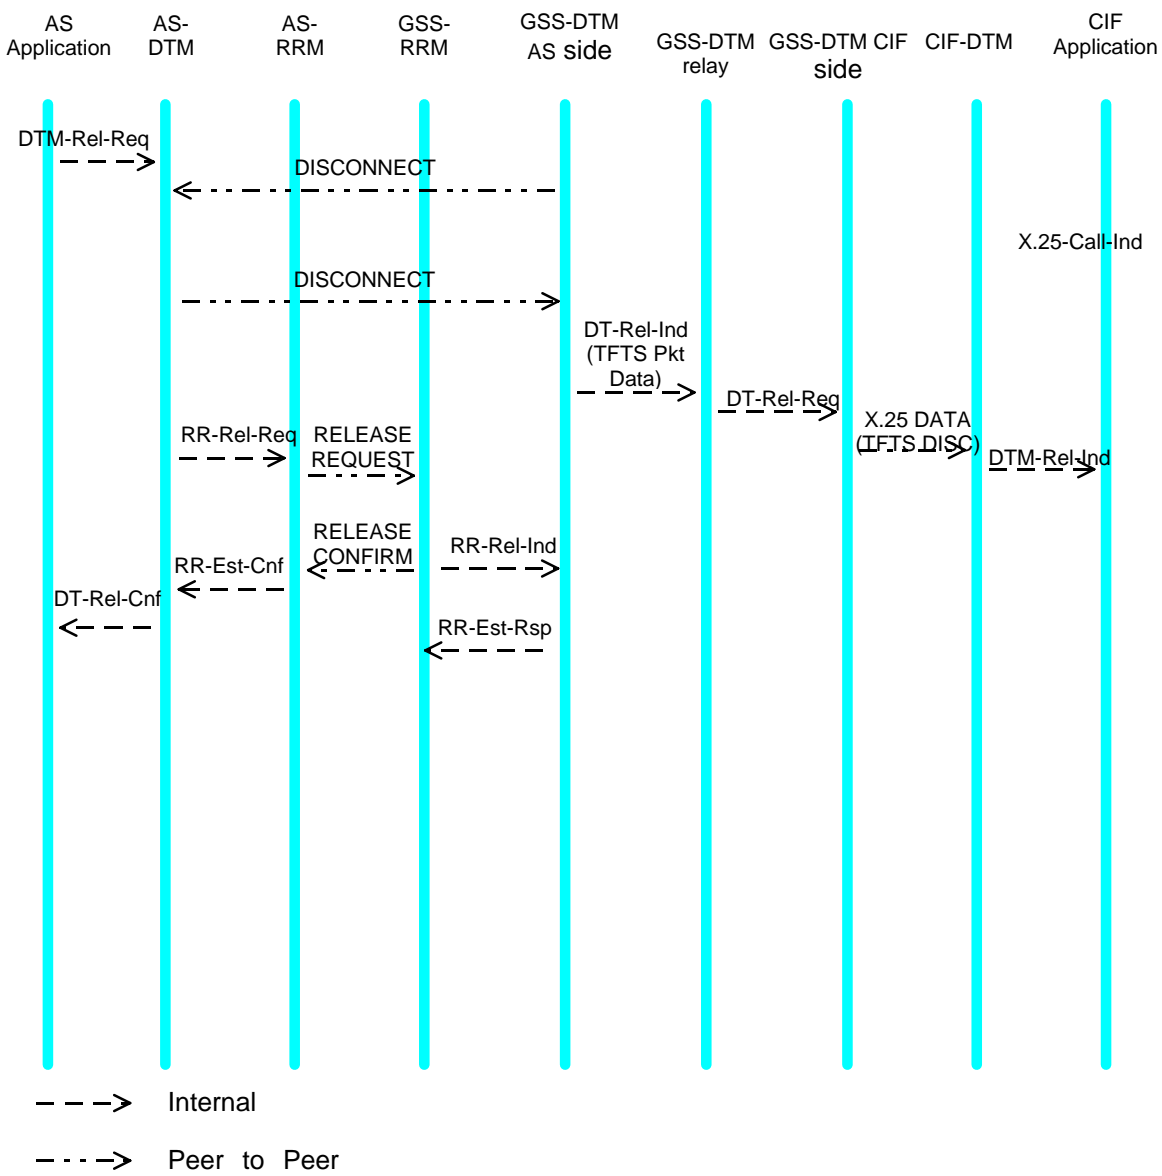 AS
Application
AS-
DTM
AS-
RRM
GSS-
RRM
GSS-DTM
AS side
GSS-DTM
relay
GSS-DTM CIF
side
CIF-DTM
CIF
Application
DTM-Rel-Req
DISCONNECT
X.25-Call-Ind
DISCONNECT
DT-Rel-Ind
(TFTS Pkt
Data)
DT-Rel-Req
X.25 DATA
(TFTS DISC)
DTM-Rel-Ind
RR-Rel-Req
RELEASE
REQUEST
RELEASE
CONFIRM
RR-Rel-Ind
RR-Est-Cnf
DT-Rel-Cnf
RR-Est-Rsp
Internal
Peer to Peer